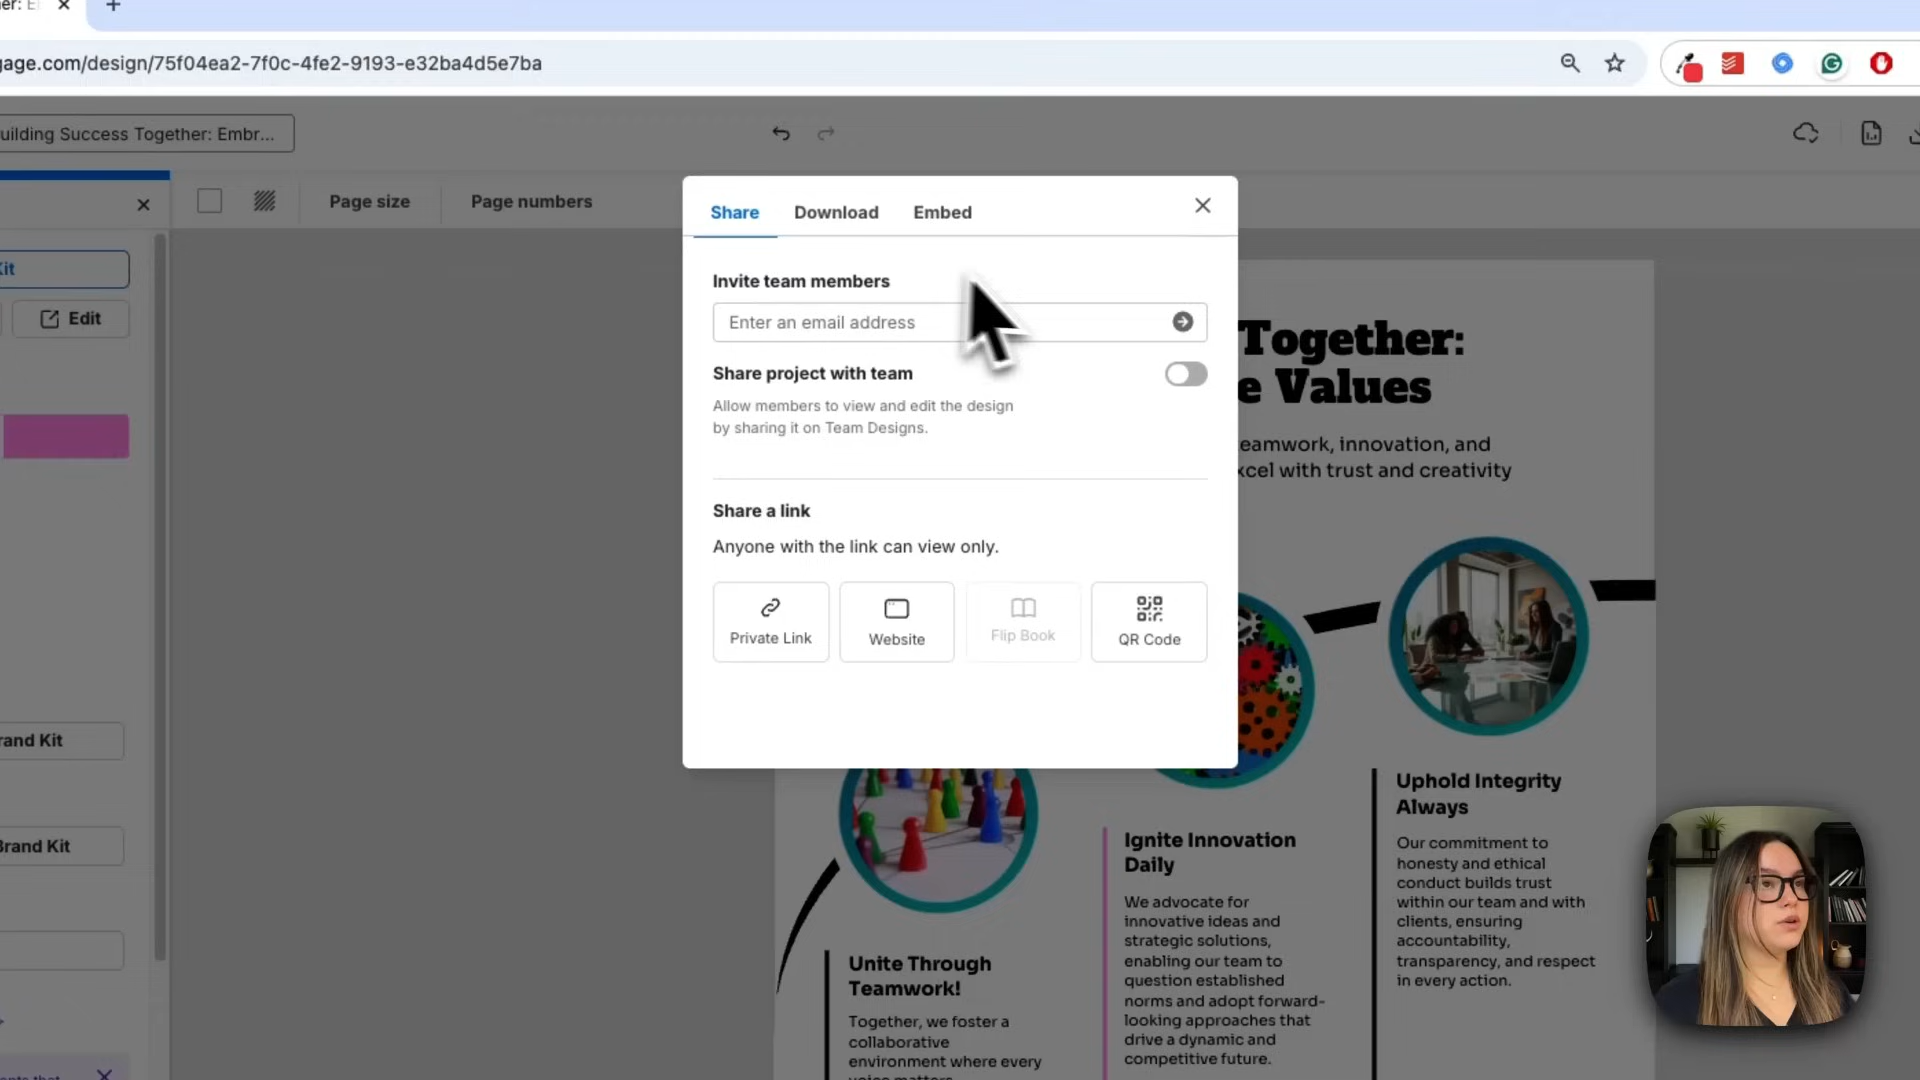 gage.com/design/75f04ea2-7f0c-4fe2-9193-e32ba4d5e7ba
uilding Success Together: Embr...
Page size
Page numbers
Kit
Edit
rand Kit
Brand Kit
Share
Download
Embed
Invite team members
Enter an email address
Share project with team
Allow members to view and edit the design
by sharing it on Team Designs.
Share a link
Anyone with the link can view only.
Private Link
Website
Flip Book
QR Code
Together:
e Values
eamwork, innovation, and
xcel with trust and creativity
Unite Through
Teamwork!
Together, we foster a
collaborative
environment where every
Ignite Innovation
Daily
We advocate for
innovative ideas and
strategic solutions,
enabling our team to
question established
norms and adopt forward-
looking approaches that
drive a dynamic and
competitive future.
Uphold Integrity
Always
Our commitment to
honesty and ethical
conduct builds trust
within our team and with
clients, ensuring
accountability,
transparency, and respect
in every action.